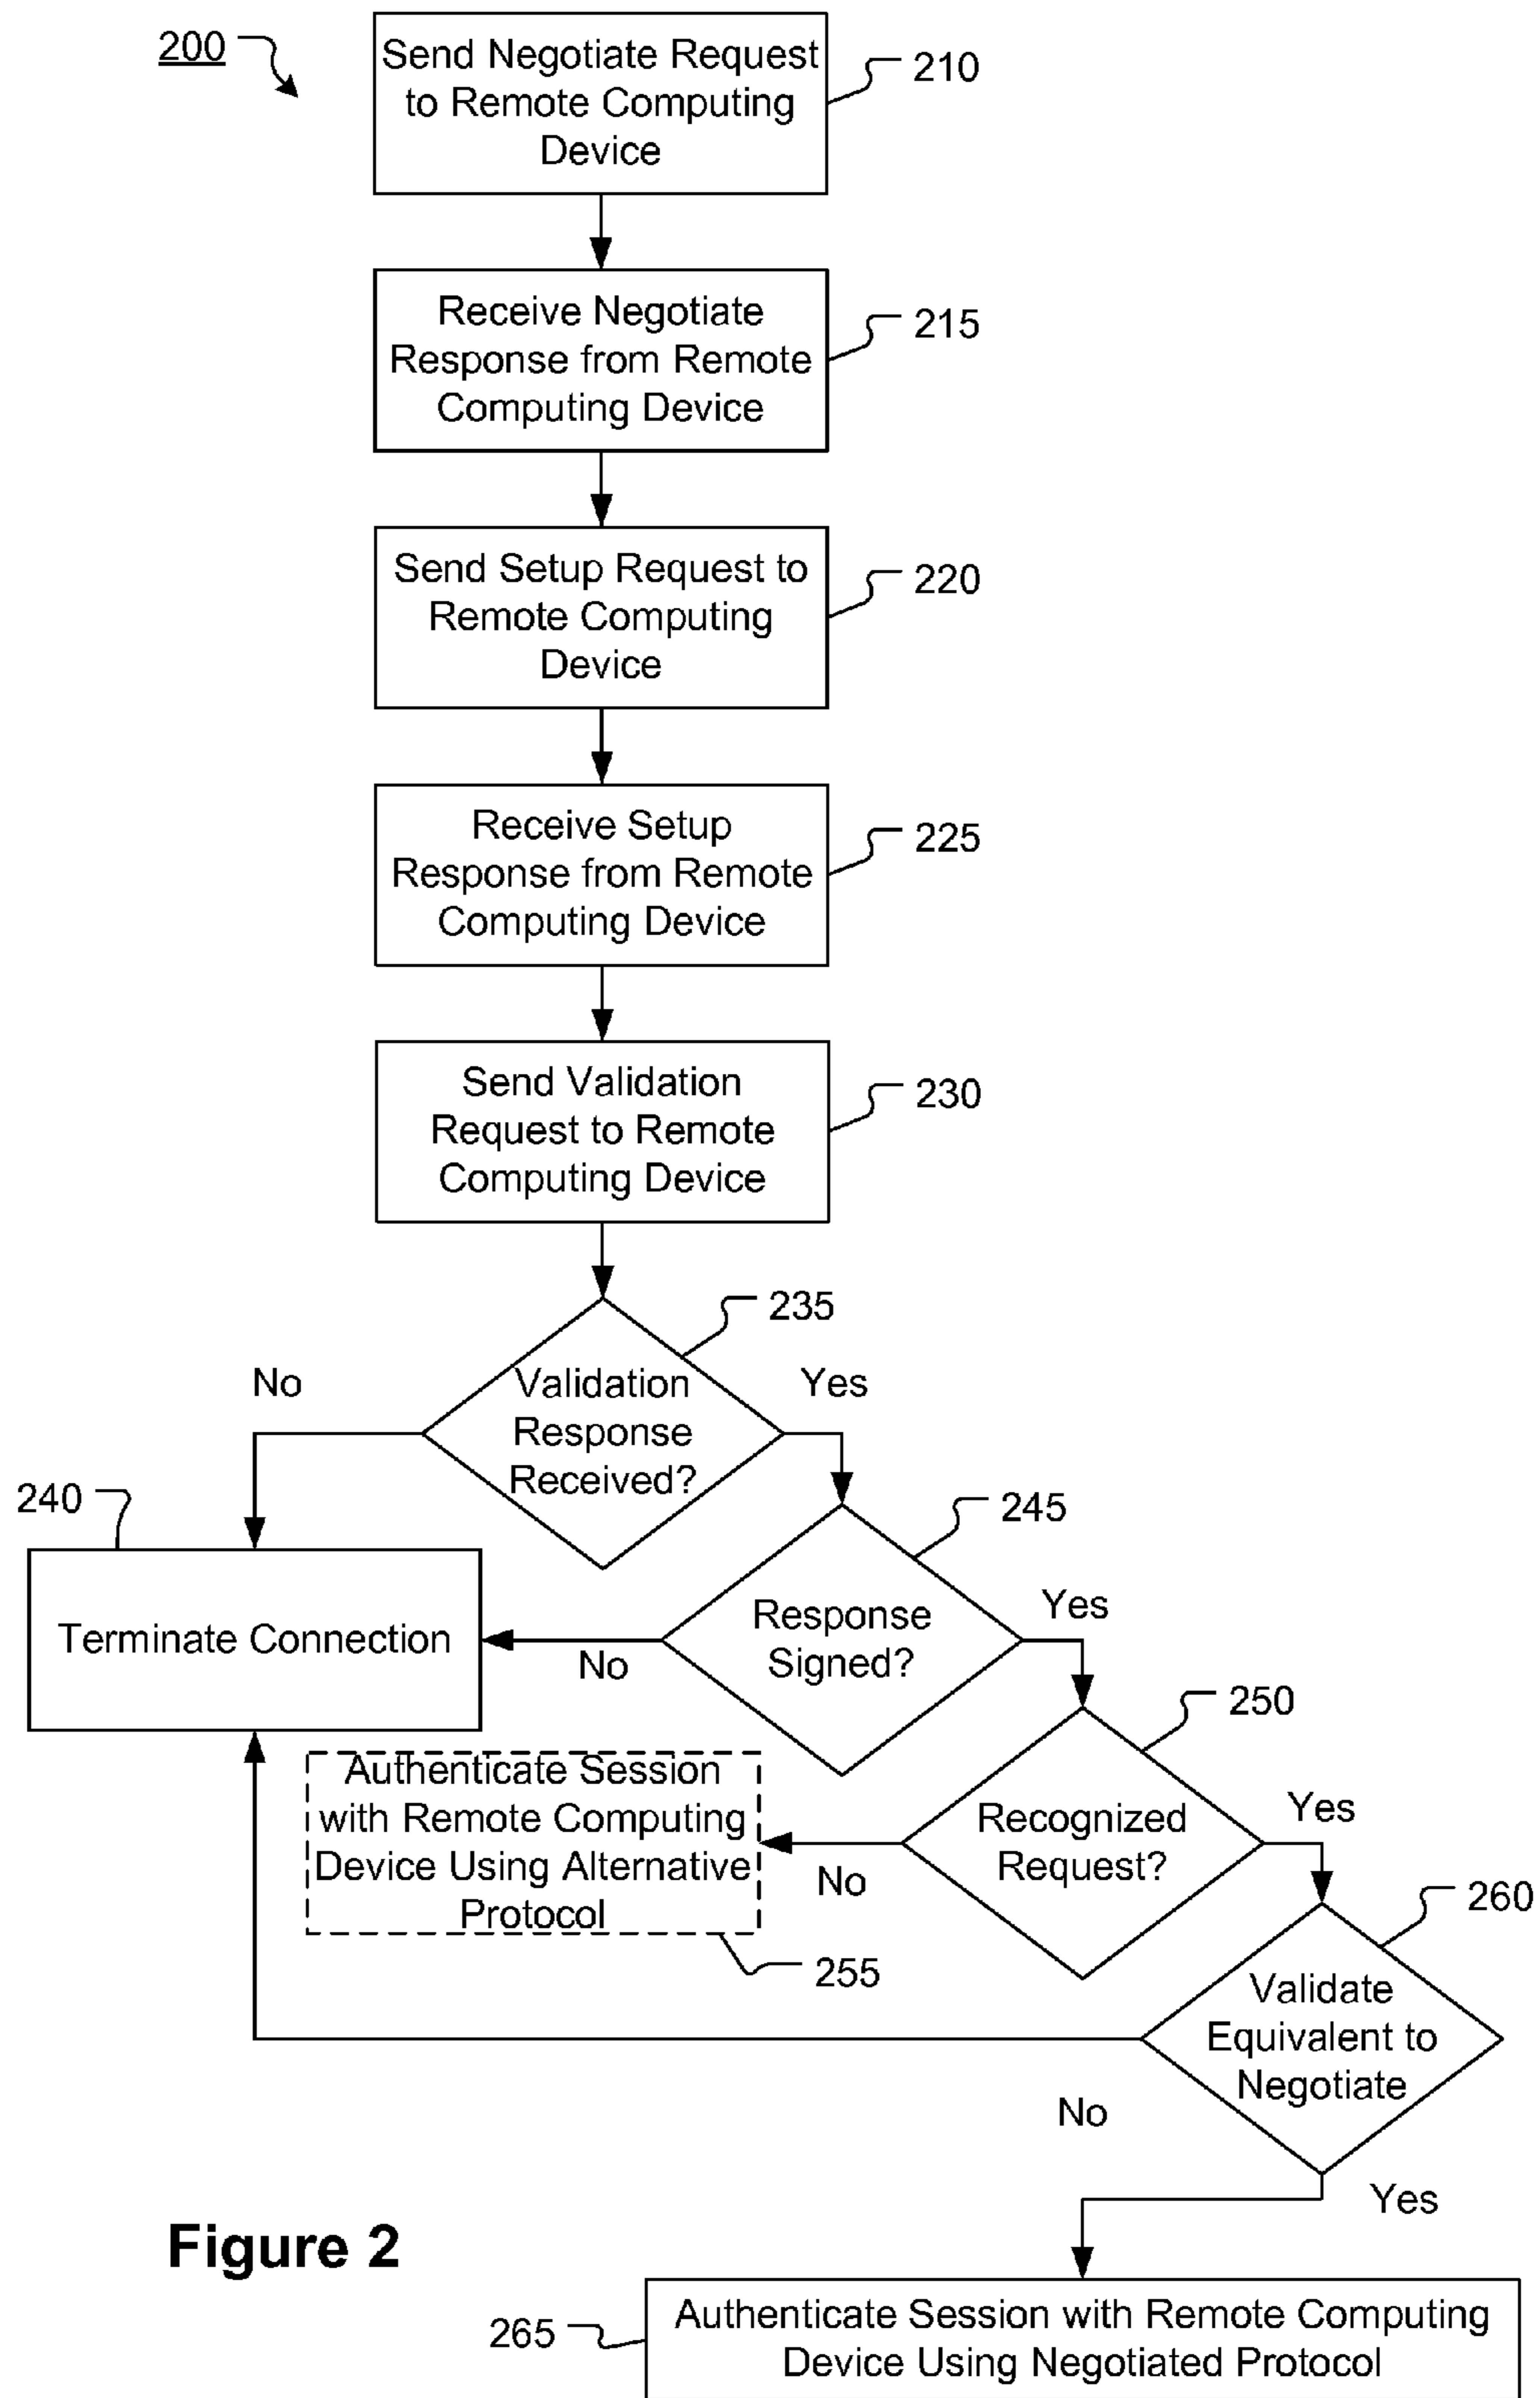 200
Send Negotiate Request
to Remote Computing
Device
210
Receive Negotiate
Response from Remote
Computing Device
215
Send Setup Request to
Remote Computing
Device
220
Receive Setup
Response from Remote
Computing Device
225
Send Validation
Request to Remote
Computing Device
230
235
No
Validation
Response
Received?
Yes
240
Terminate Connection
245
Response
Signed?
Yes
No
250
Recognized
Request?
Yes
No
Authenticate Session
with Remote Computing
Device Using Alternative
Protocol
255
260
Validate
Equivalent to
Negotiate
No
Yes
Figure 2
265
Authenticate Session with Remote Computing
Device Using Negotiated Protocol